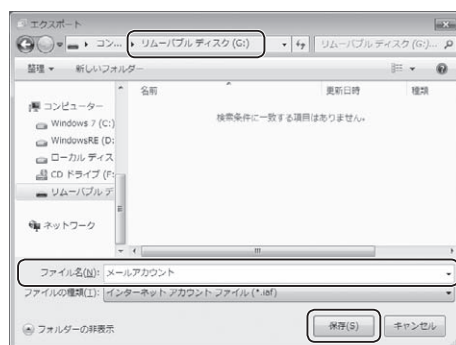 エクスポート
コン... リムーバブル ディスク (G:)
リムーバブル ディスク (G:)...
整理 新しいフォルダー
名前 更新日時 種類
コンピューター
Windows 7 (C:)
WindowsRE (D:
ローカル ディス
CD ドライブ (F:
リムーバブル デ
ネットワーク
検索条件に一致する項目はありません。
ファイル名(N): メールアカウント
ファイルの種類(T): インターネット アカウント ファイル (*.iaf)
フォルダーの非表示 保存(S) キャンセル